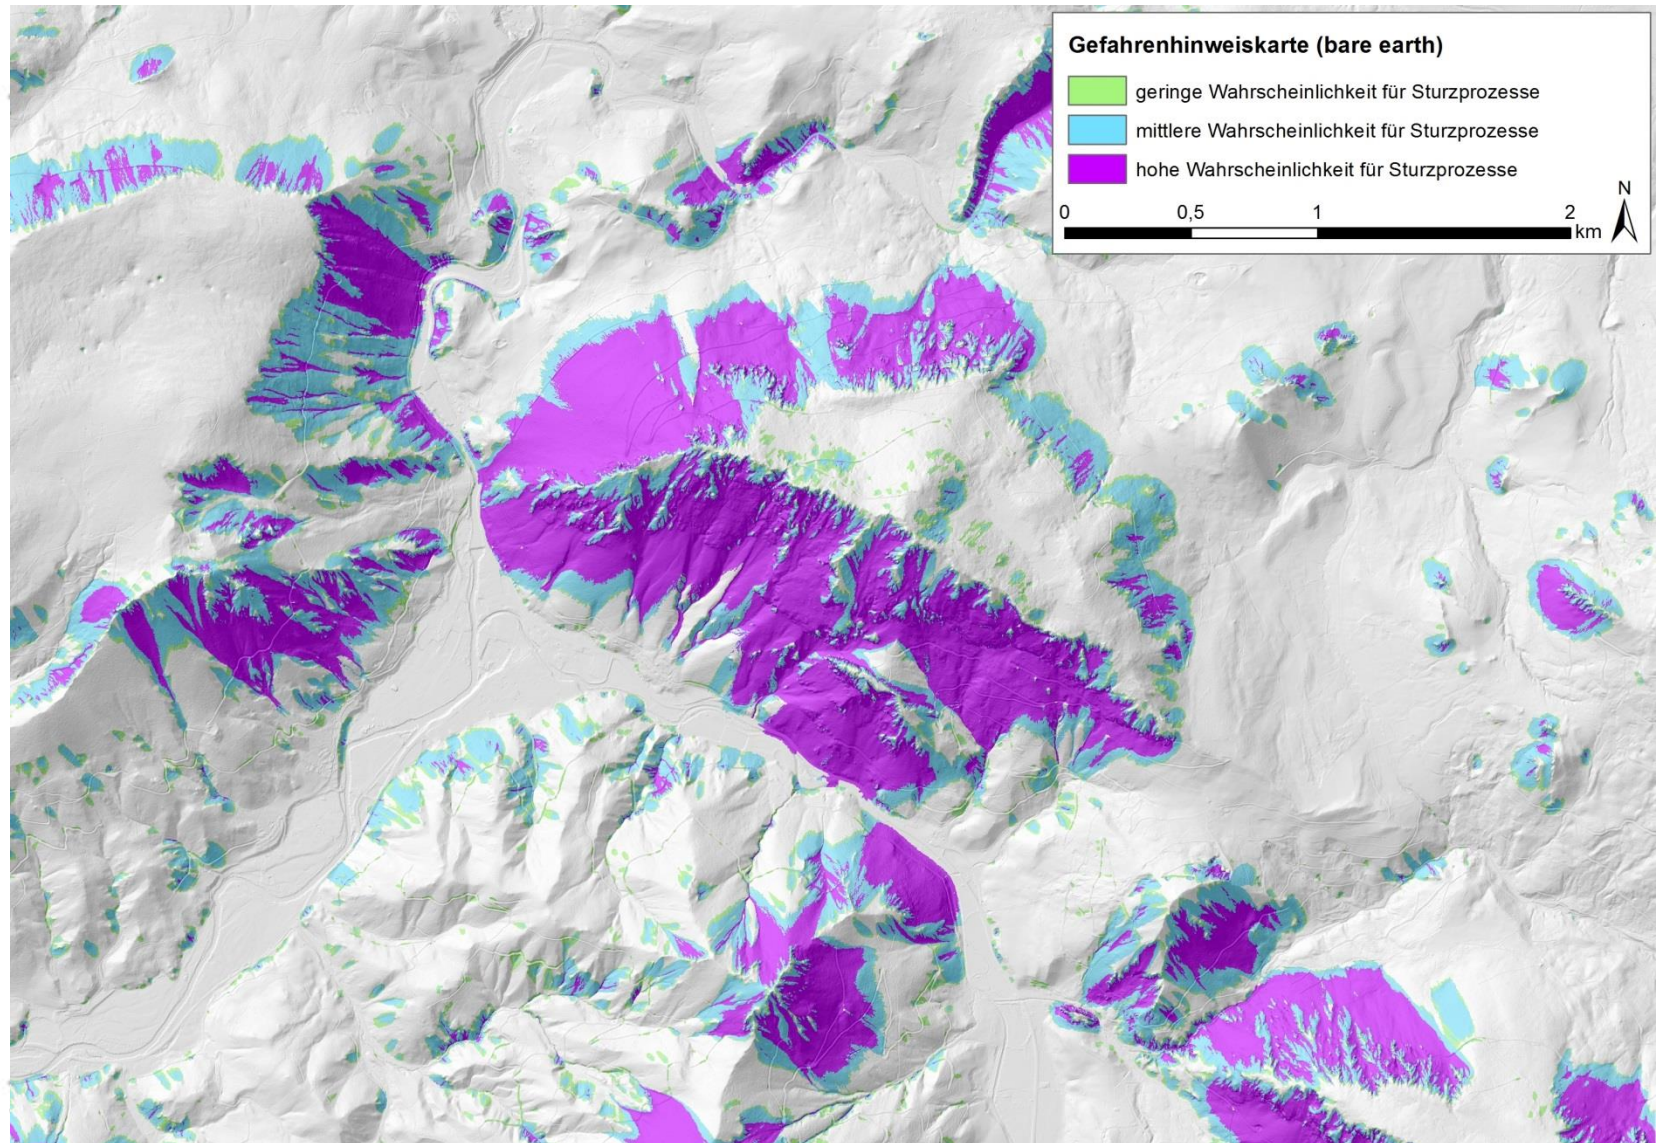 Gefahrenhinweiskarte (bare earth)
geringe Wahrscheinlichkeit für Sturzprozesse
mittlere Wahrscheinlichkeit für Sturzprozesse
hohe Wahrscheinlichkeit für Sturzprozesse
N
0 0,5 1 2
km